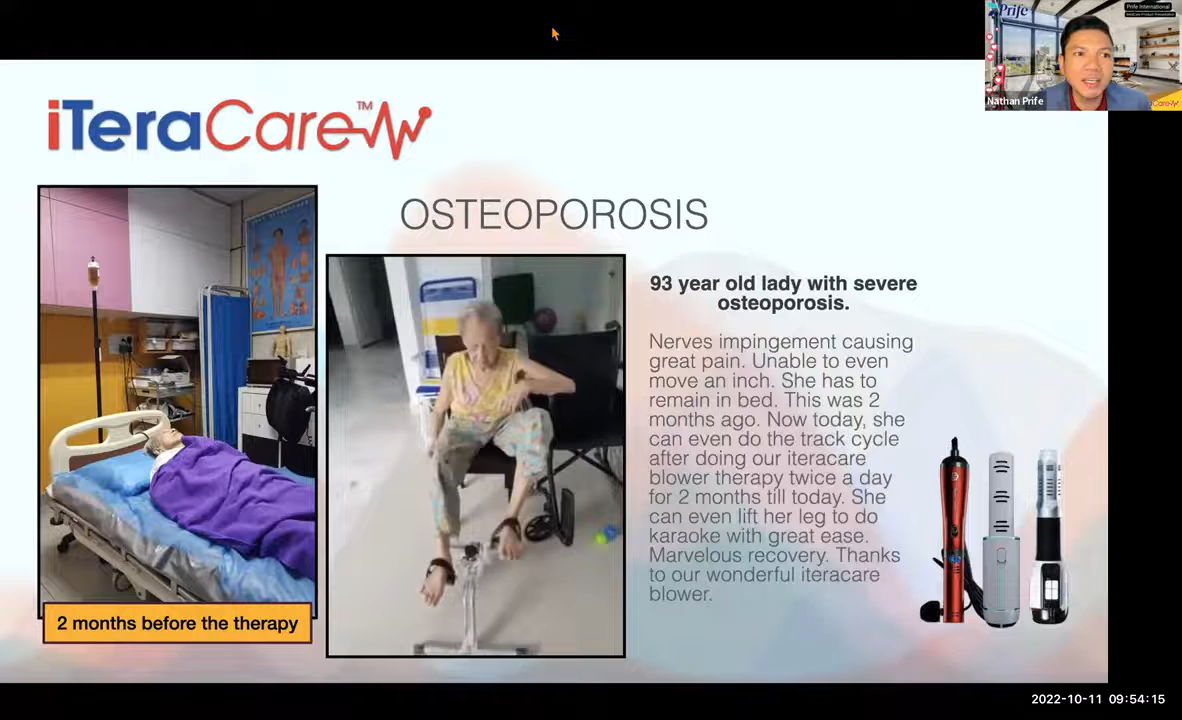 Prife
Prife International
Nathan Prife
iTeraCare™
OSTEOPOROSIS
93 year old lady with severe
osteoporosis.
Nerves impingement causing
great pain. Unable to even
move an inch. She has to
remain in bed. This was 2
months ago. Now today, she
can even do the track cycle
after doing our iteracare
blower therapy twice a day
for 2 months till today. She
can even lift her leg to do
karaoke with great ease.
Marvelous recovery. Thanks
to our wonderful iteracare
blower.
2 months before the therapy
2022-10-11 09:54:15